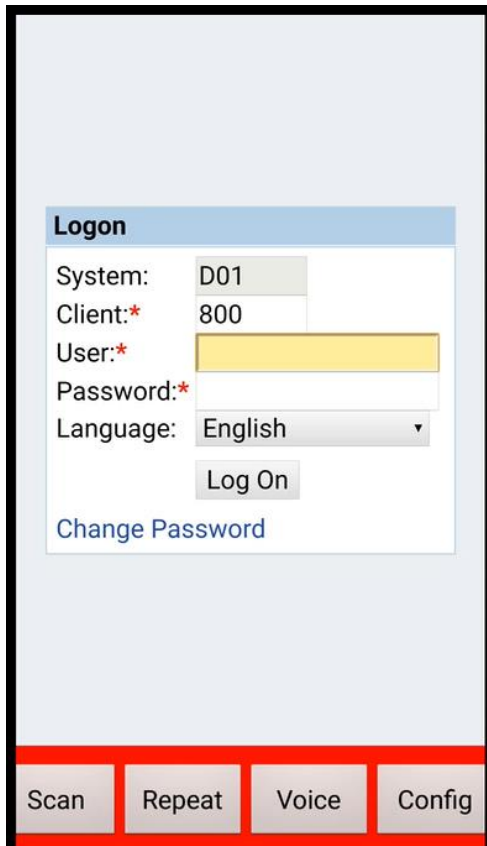 Logon
System: D01
Client:* 800
User:*
Password:*
Language: English
Log On
Change Password
Scan Repeat Voice Config